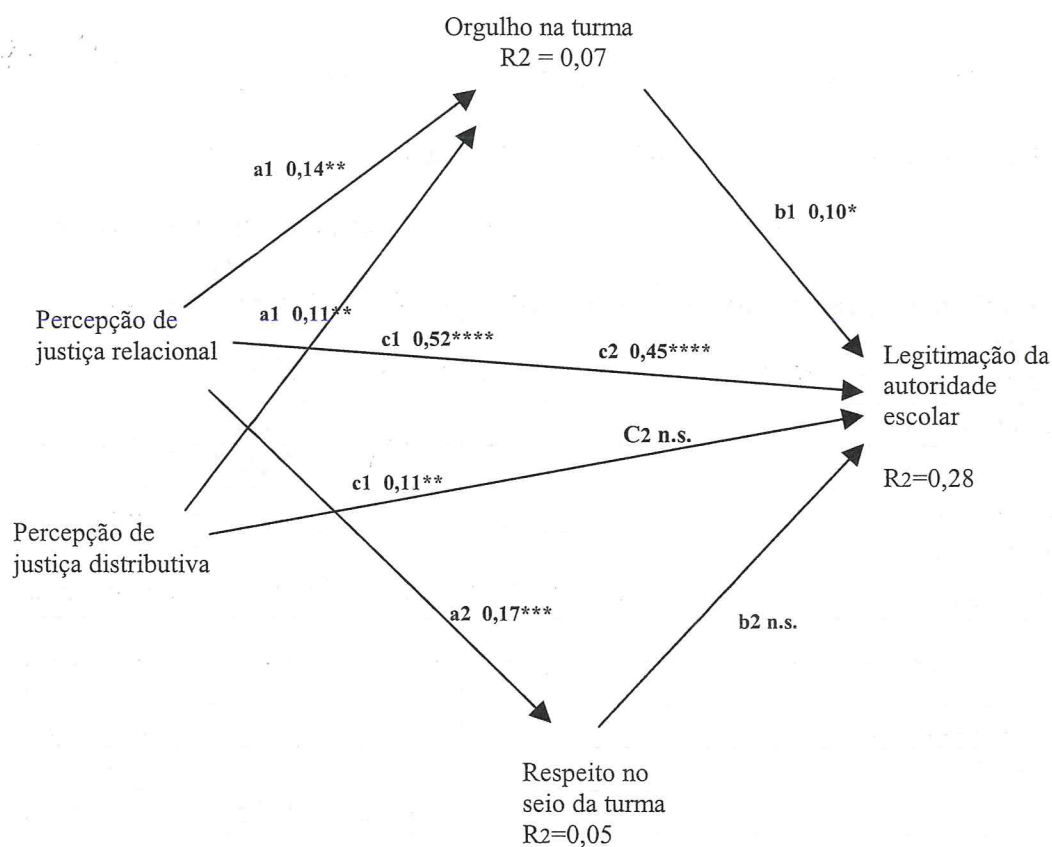 Orgulho na turma
R2 = 0,07
a1 0,14**
b1 0,10*
Percepção de
justiça relacional
a1 0,11**
c1 0,52****
c2 0,45****
Legitimação da
autoridade
escolar
R2=0,28
C2 n.s.
c1 0,11**
Percepção de
justiça distributiva
a2 0,17***
b2 n.s.
Respeito no
seio da turma
R2=0,05